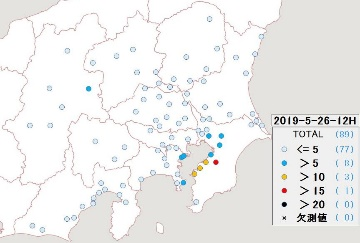 2019-5-26-12H
TOTAL (89)
<= 5 (77)
> 5 (8)
> 10 (3)
> 15 (1)
> 20 (0)
欠測値 (0)